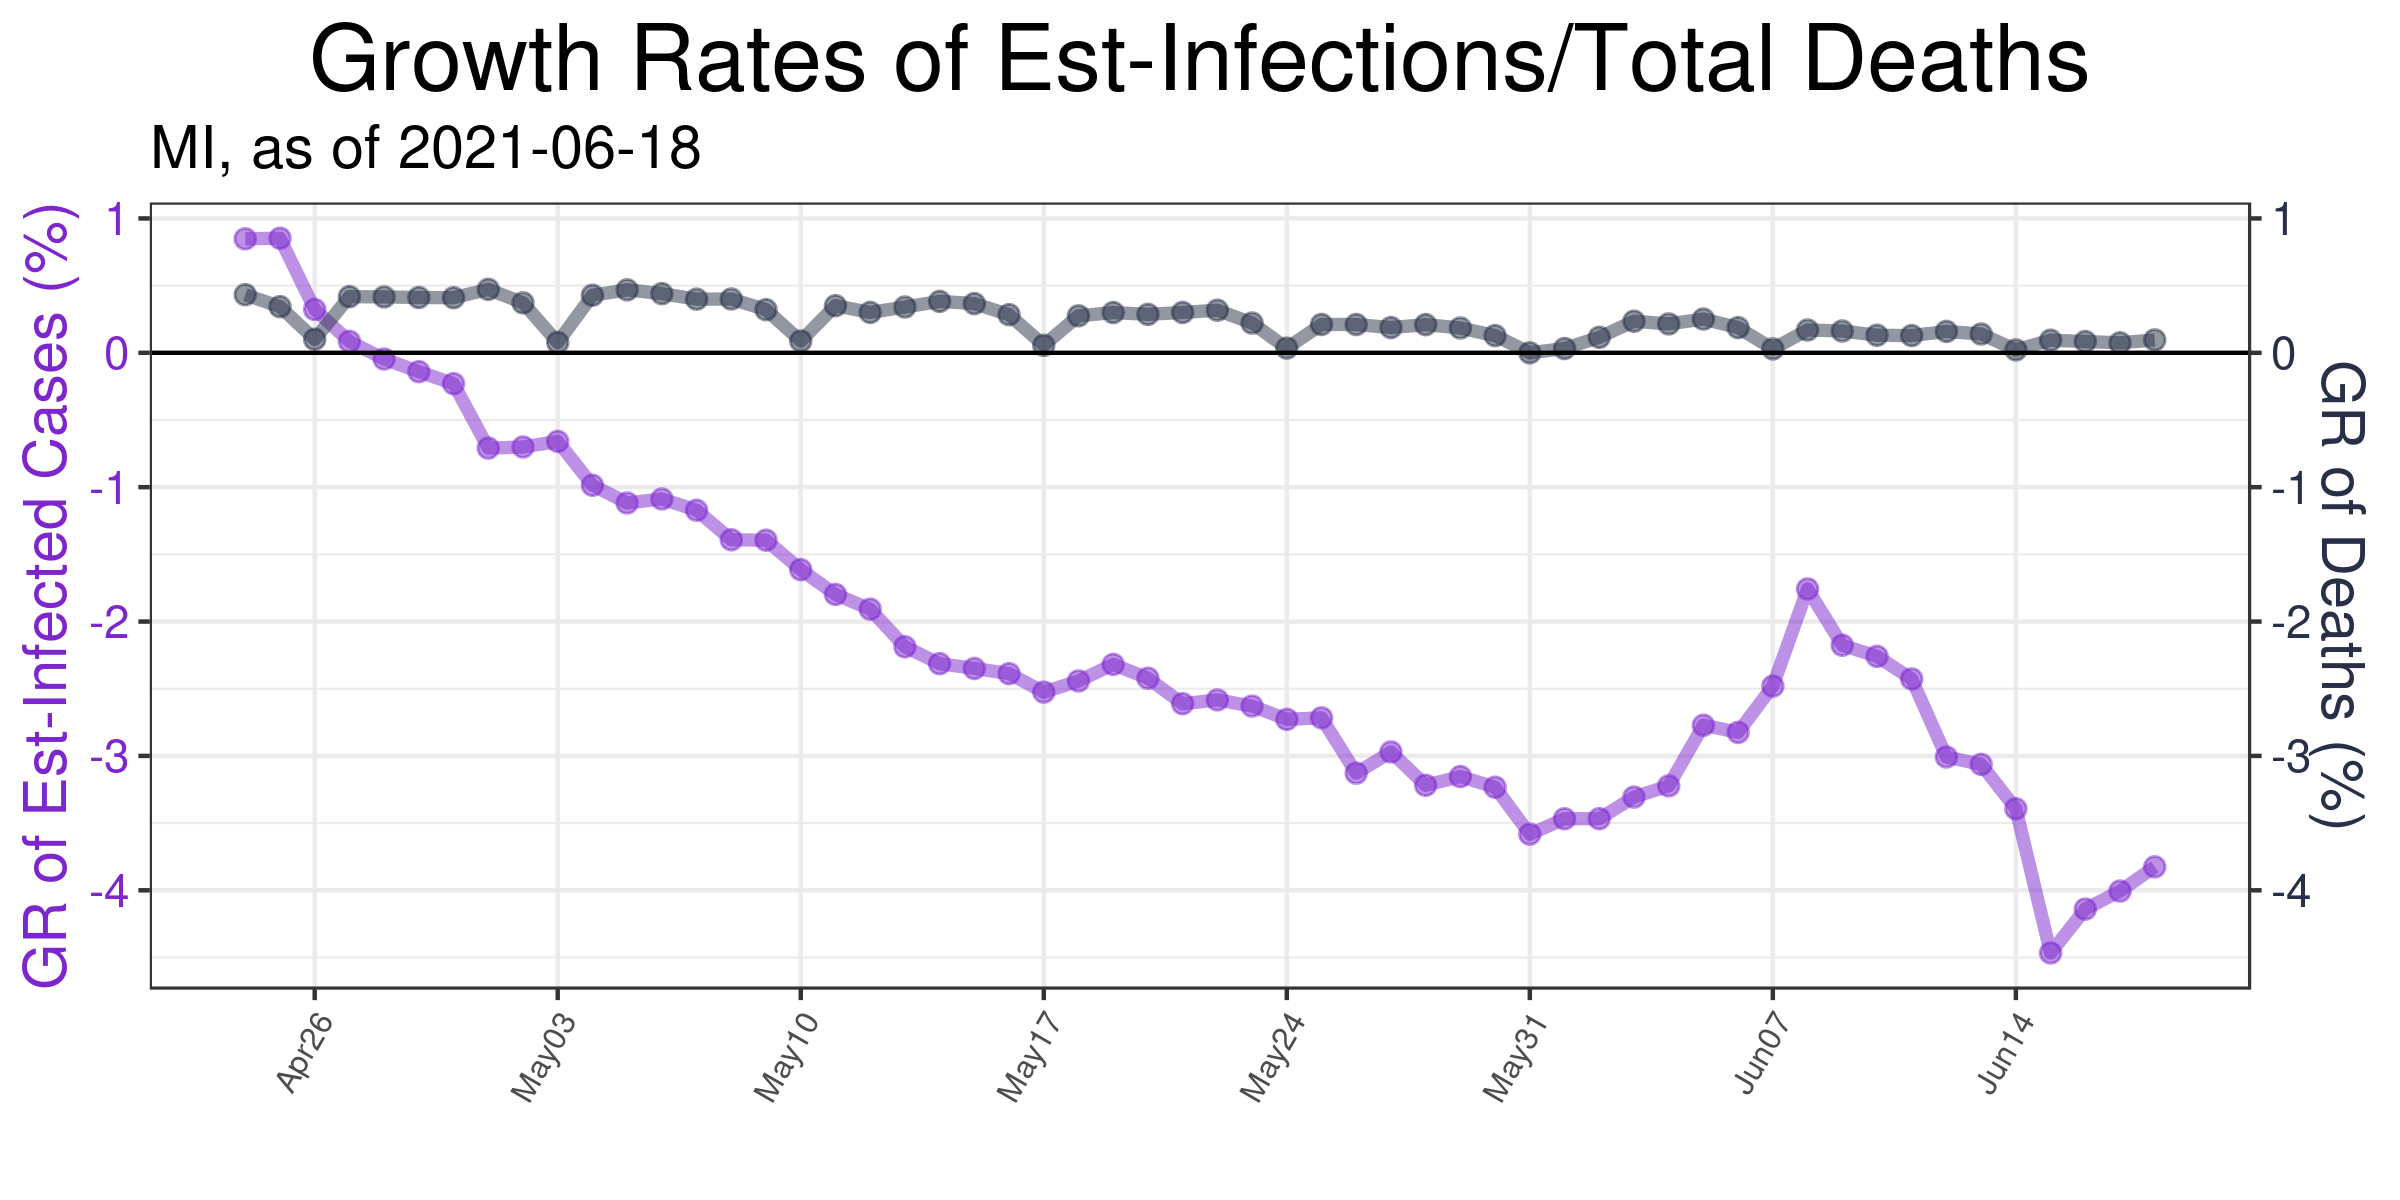 Growth Rates of Est-Infections/Total Deaths
MI, as of 2021-06-18
GR of Est-Infected Cases (%)
1
0
-1
-2
-3
-4
1
0
-1
-2
-3
-4
GR of Deaths (%)
Apr26
May03
May10
May17
May24
May31
Jun07
Jun14